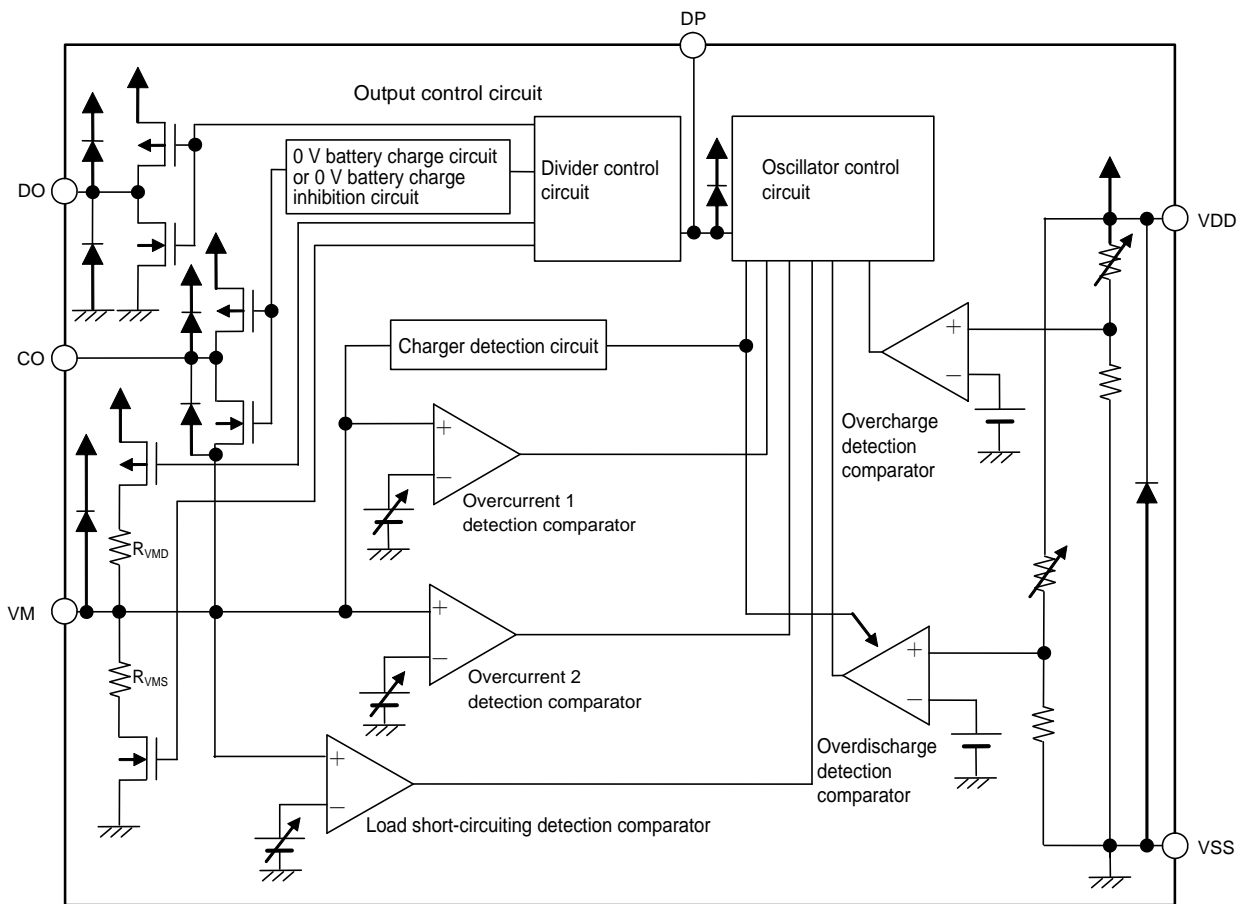 DP
Output control circuit
0 V battery charge circuit
or 0 V battery charge
inhibition circuit
Divider control
circuit
Oscillator control
circuit
DO
VDD
CO
Charger detection circuit
+
−
Overcharge
detection
comparator
+
−
Overcurrent 1
detection comparator
RVMD
VM
+
−
Overcurrent 2
detection comparator
RVMS
+
−
Overdischarge
detection
comparator
+
−
Load short-circuiting detection comparator
VSS